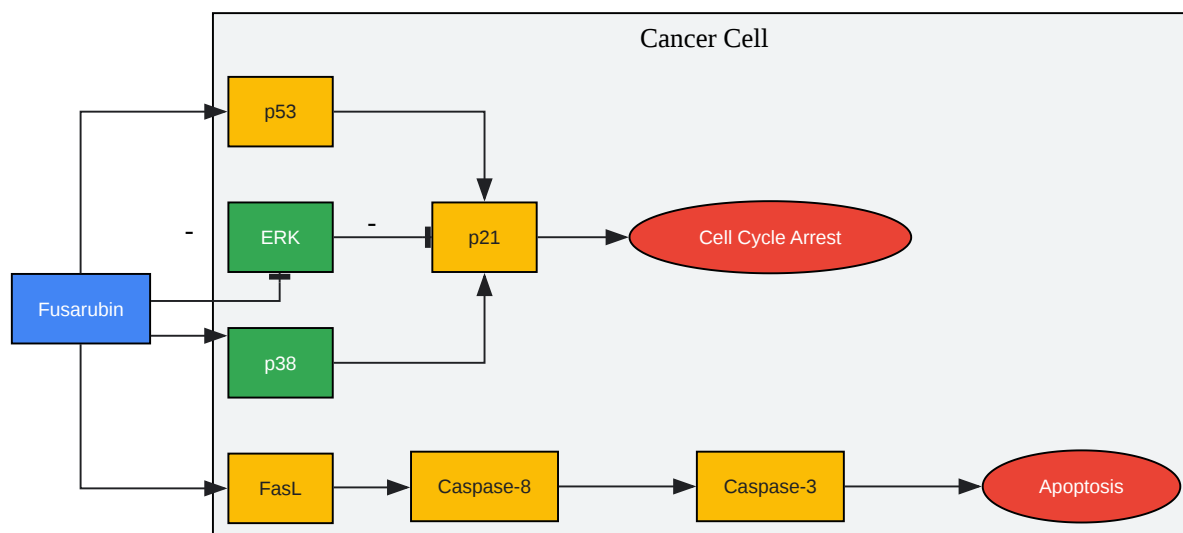 Cancer Cell
p53
-
ERK
-
p21
Cell Cycle Arrest
Fusarubin
p38
FasL
Caspase-8
Caspase-3
Apoptosis